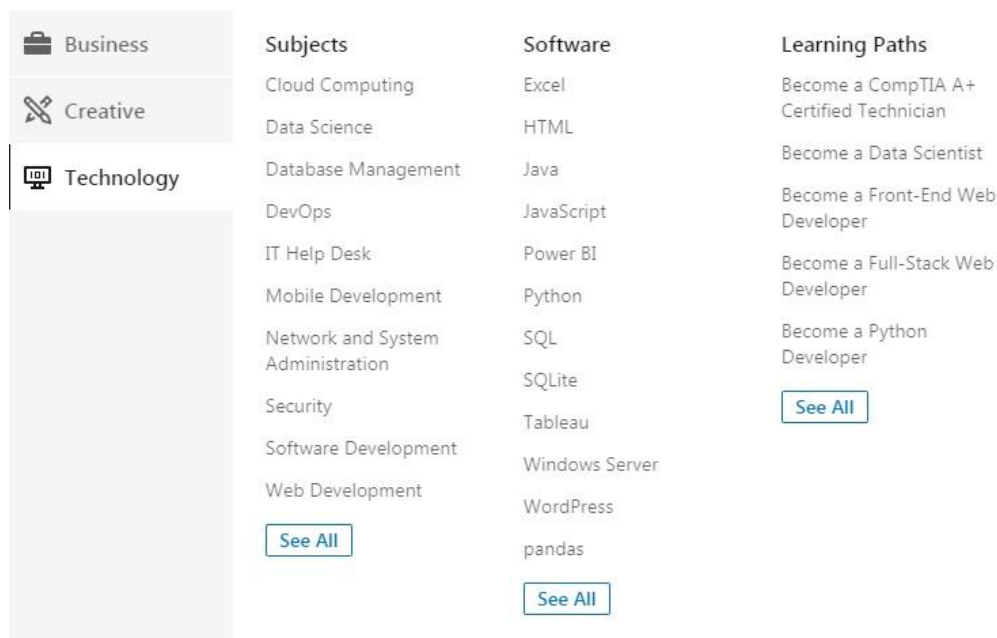 Business
Creative
Technology
Subjects
Cloud Computing
Data Science
Database Management
DevOps
IT Help Desk
Mobile Development
Network and System
Administration
Security
Software Development
Web Development
See All
Software
Excel
HTML
Java
JavaScript
Power BI
Python
SQL
SQLite
Tableau
Windows Server
WordPress
pandas
See All
Learning Paths
Become a CompTIA A+
Certified Technician
Become a Data Scientist
Become a Front-End Web
Developer
Become a Full-Stack Web
Developer
Become a Python
Developer
See All